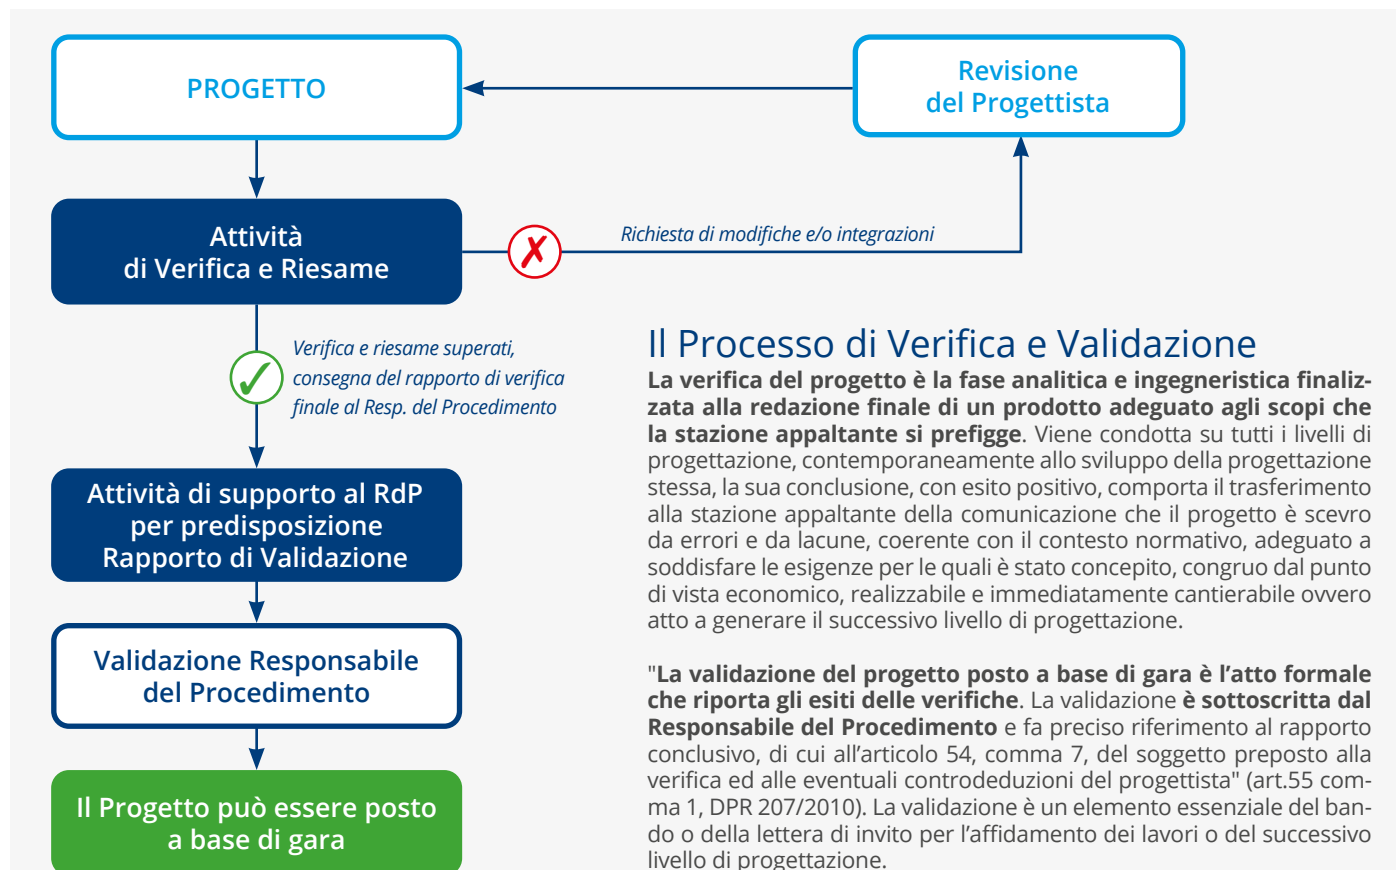 PROGETTO
Revisione
del Progettista
Attività
di Verifica e Riesame
✗
Richiesta di modifiche e/o integrazioni
✓
Verifica e riesame superati,
consegna del rapporto di verifica
finale al Resp. del Procedimento
Attività di supporto al RdP
per predisposizione
Rapporto di Validazione
Validazione Responsabile
del Procedimento
Il Progetto può essere posto
a base di gara
Il Processo di Verifica e Validazione
La verifica del progetto è la fase analitica e ingegneristica finaliz-
zata alla redazione finale di un prodotto adeguato agli scopi che
la stazione appaltante si prefigge. Viene condotta su tutti i livelli di
progettazione, contemporaneamente allo sviluppo della progettazione
stessa, la sua conclusione, con esito positivo, comporta il trasferimento
alla stazione appaltante della comunicazione che il progetto è scevro
da errori e da lacune, coerente con il contesto normativo, adeguato a
soddisfare le esigenze per le quali è stato concepito, congruo dal punto
di vista economico, realizzabile e immediatamente cantierabile ovvero
atto a generare il successivo livello di progettazione.
"La validazione del progetto posto a base di gara è l’atto formale
che riporta gli esiti delle verifiche. La validazione è sottoscritta dal
Responsabile del Procedimento e fa preciso riferimento al rapporto
conclusivo, di cui all’articolo 54, comma 7, del soggetto preposto alla
verifica ed alle eventuali controdeduzioni del progettista" (art.55 com-
ma 1, DPR 207/2010). La validazione è un elemento essenziale del ban-
do o della lettera di invito per l’affidamento dei lavori o del successivo
livello di progettazione.